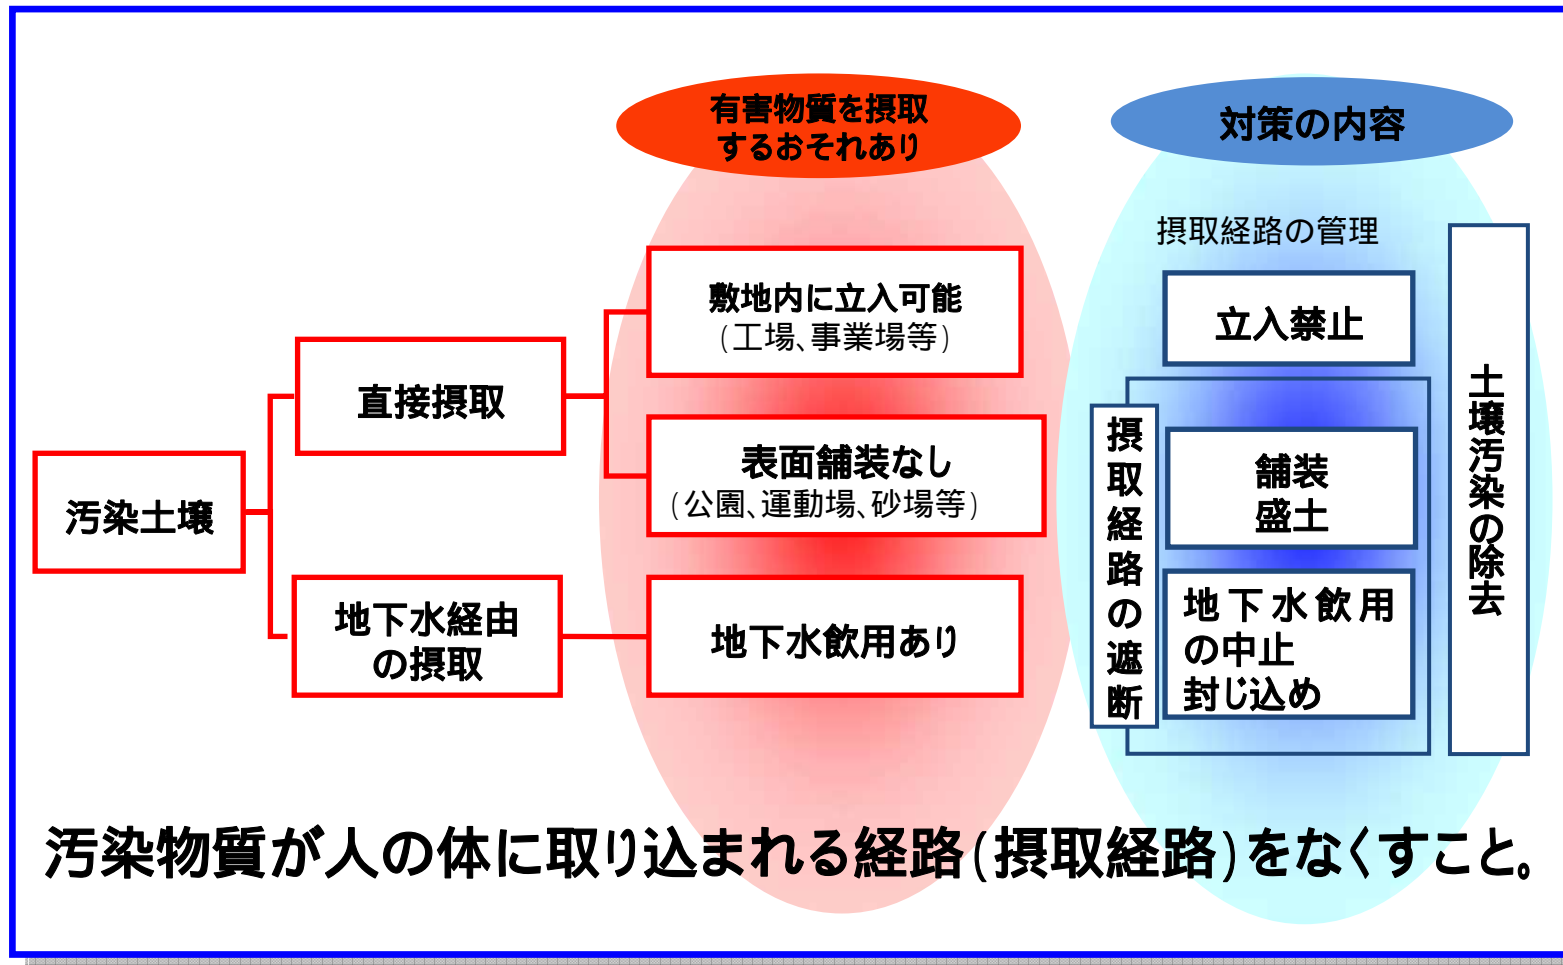 有害物質を摂取
するおそれあり
対策の内容
摂取経路の管理
敷地内に立入可能
(工場、事業場等)
立入禁止
直接摂取
表面舗装なし
(公園、運動場、砂場等)
摂取経路の遮断
舗装
盛土
土壌汚染の除去
汚染土壌
地下水経由
の摂取
地下水飲用あり
地下水飲用
の中止
封じ込め
汚染物質が人の体に取り込まれる経路(摂取経路)をなくすこと。